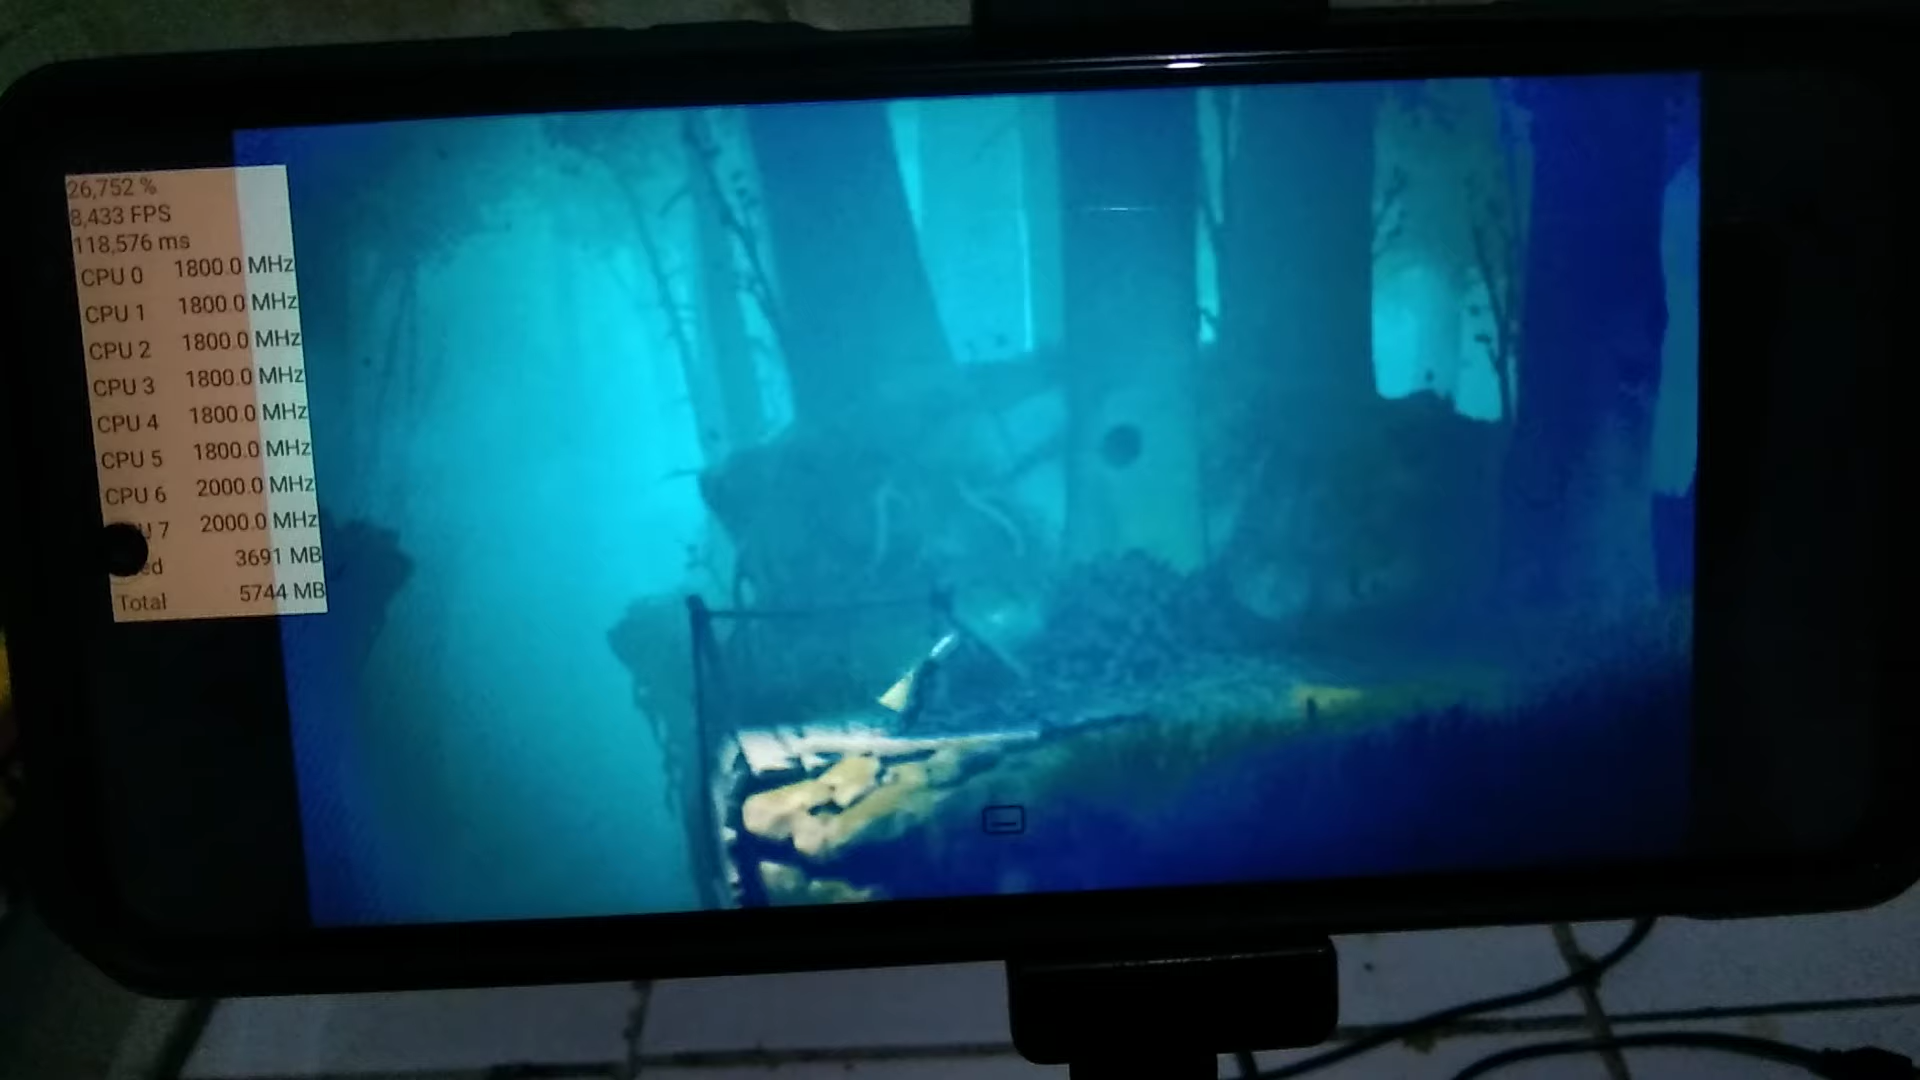 26,752 %
8,433 FPS
118,576 ms
CPU 0 1800.0 MHz
CPU 1 1800.0 MHz
CPU 2 1800.0 MHz
CPU 3 1800.0 MHz
CPU 4 1800.0 MHz
CPU 5 1800.0 MHz
CPU 6 2000.0 MHz
U 7 2000.0 MHz
ed 3691 MB
Total 5744 MB